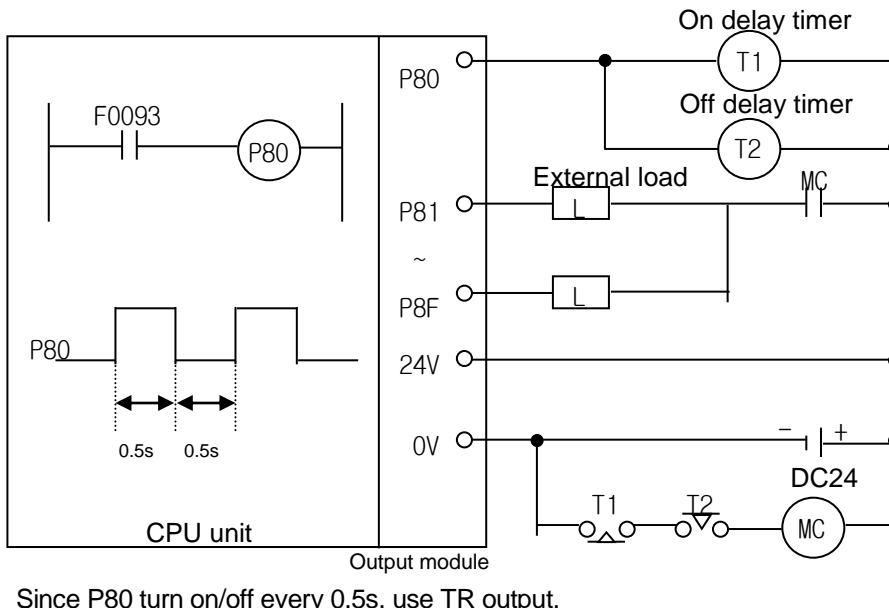 On delay timer
T1
P80
Off delay timer
T2
F0093
P80
External load
MC
P81
L
~
P8F
L
P80
24V
0.5s 0.5s
0V
- +
DC24
T1 T2
MC
CPU unit
Output module
Since P80 turn on/off every 0.5s, use TR output.